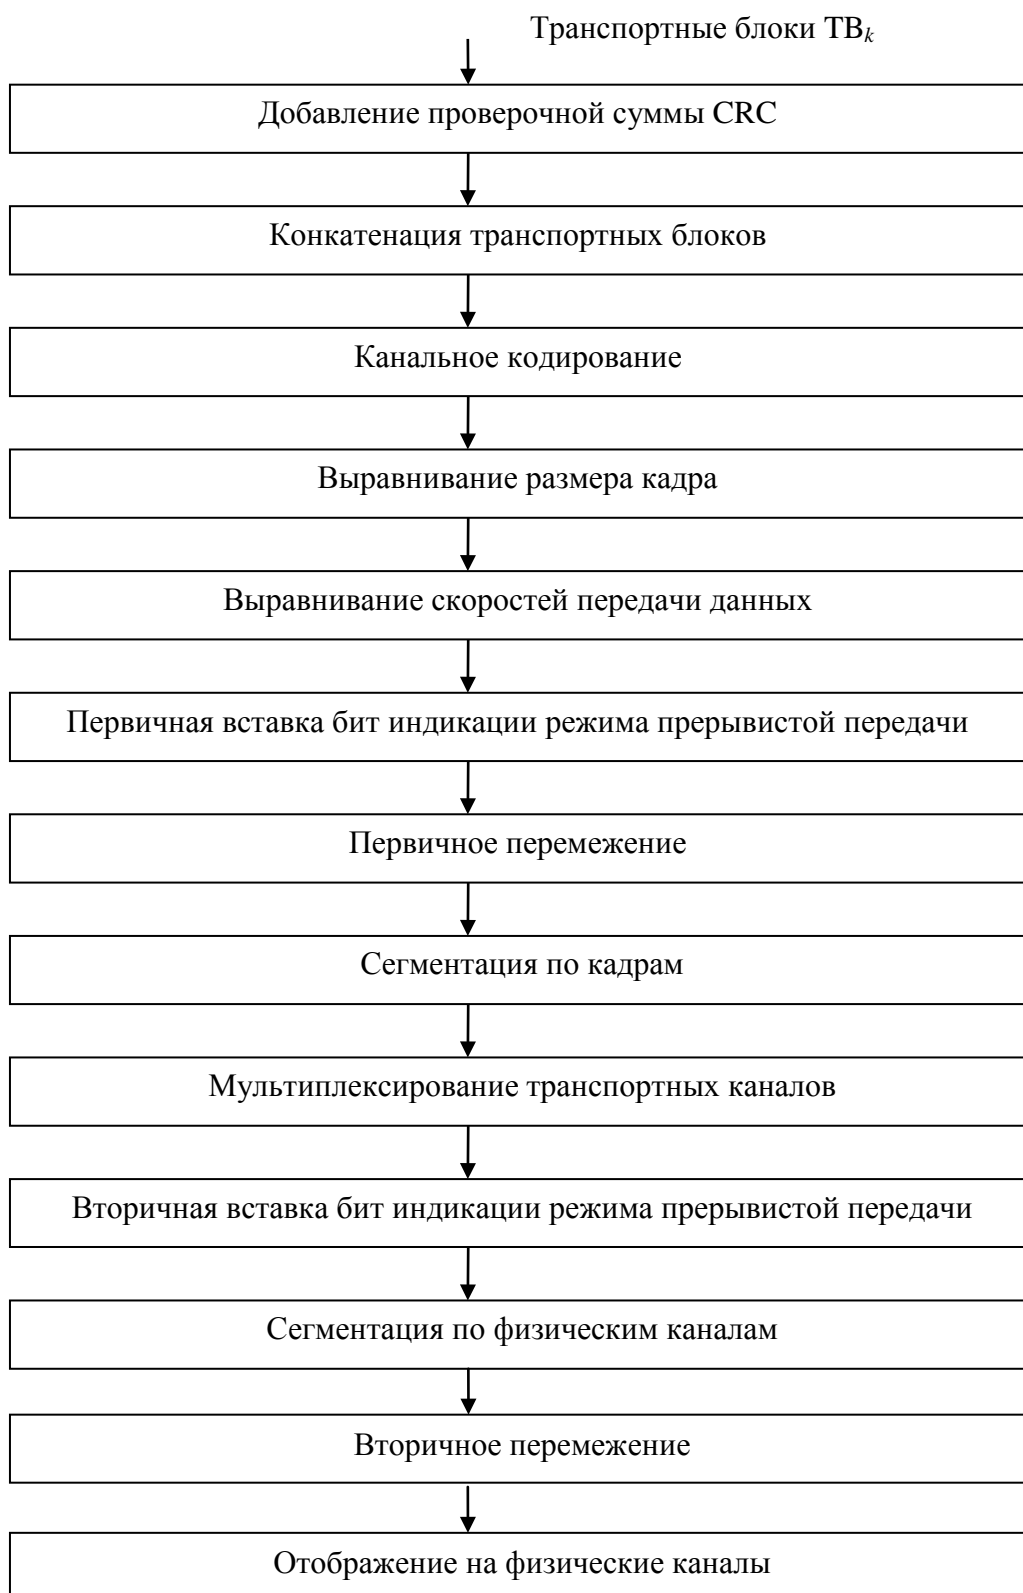 Транспортные блоки TBk
Добавление проверочной суммы CRC
Конкатенация транспортных блоков
Канальное кодирование
Выравнивание размера кадра
Выравнивание скоростей передачи данных
Первичная вставка бит индикации режима прерывистой передачи
Первичное перемежение
Сегментация по кадрам
Мультиплексирование транспортных каналов
Вторичная вставка бит индикации режима прерывистой передачи
Сегментация по физическим каналам
Вторичное перемежение
Отображение на физические каналы